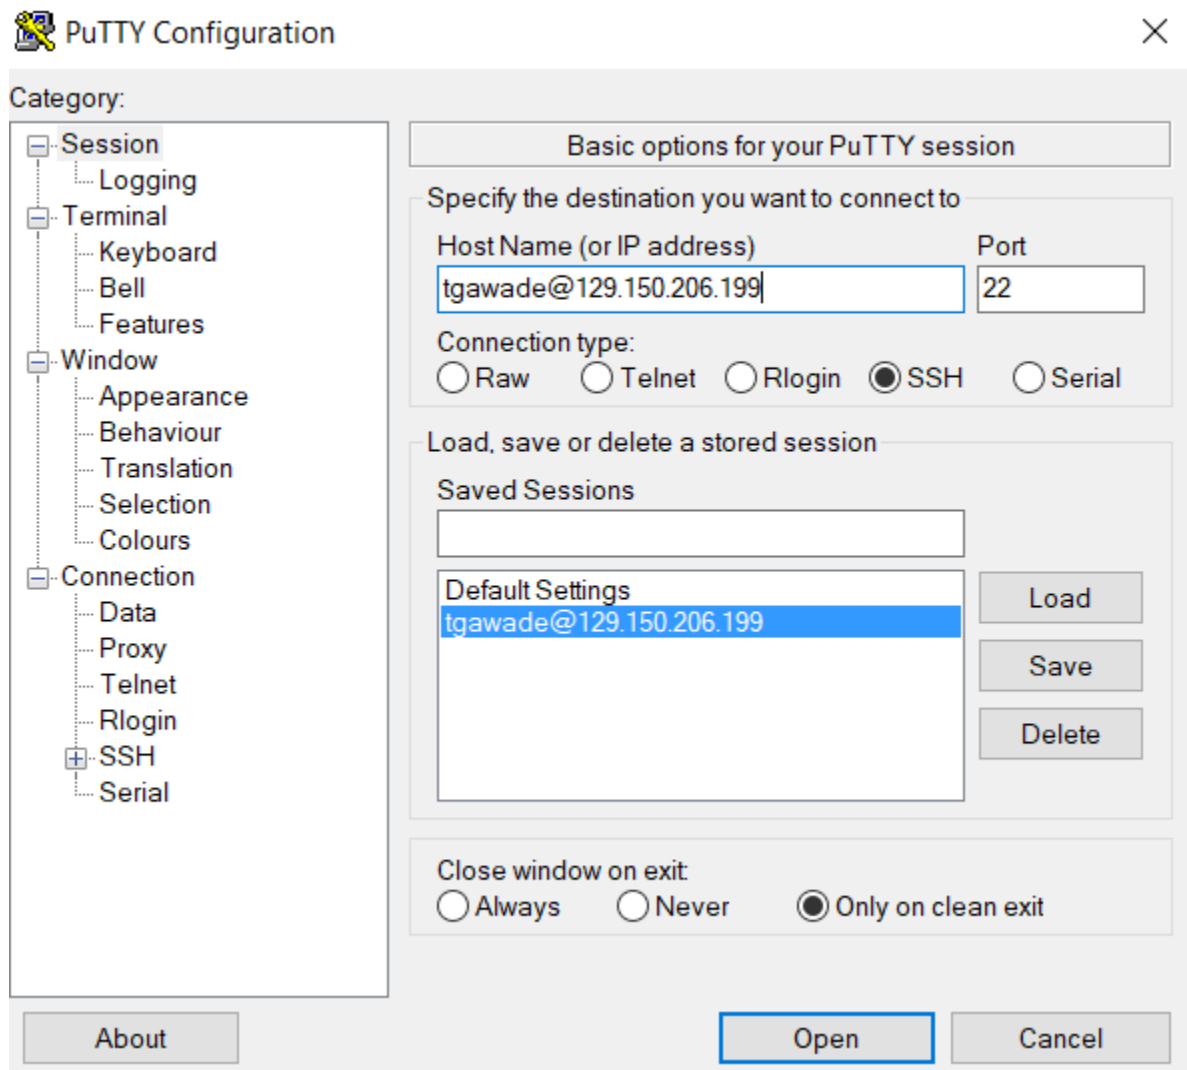 PuTTY Configuration
Category:
Session
Logging
Terminal
Keyboard
Bell
Features
Window
Appearance
Behaviour
Translation
Selection
Colours
Connection
Data
Proxy
Telnet
Rlogin
SSH
Serial
Basic options for your PuTTY session
Specify the destination you want to connect to
Host Name (or IP address) Port
tgawade@129.150.206.199 22
Connection type:
Raw Telnet Rlogin SSH Serial
Load, save or delete a stored session
Saved Sessions
Default Settings
tgawade@129.150.206.199
Load
Save
Delete
Close window on exit:
Always Never Only on clean exit
About Open Cancel